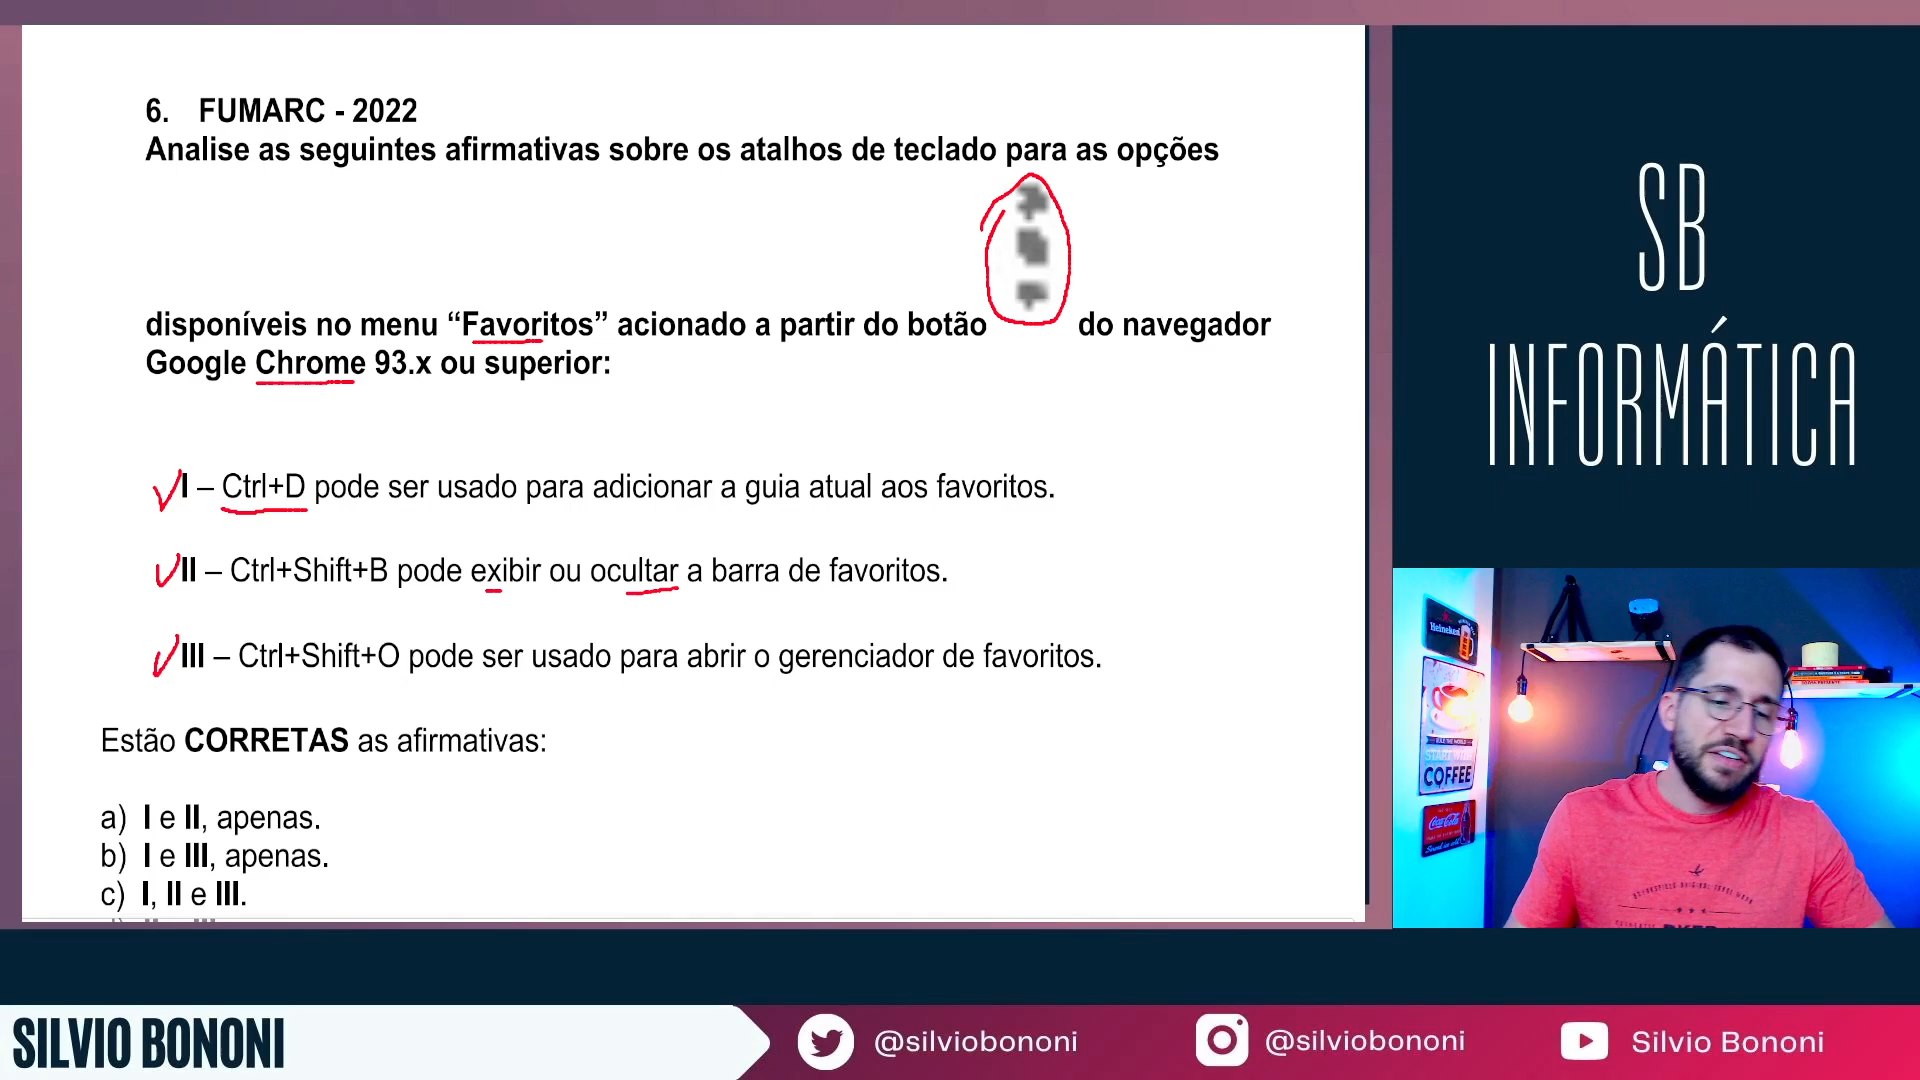 6. FUMARC - 2022
Analise as seguintes afirmativas sobre os atalhos de teclado para as opções
disponíveis no menu “Favoritos” acionado a partir do botão do navegador
Google Chrome 93.x ou superior:
I – Ctrl+D pode ser usado para adicionar a guia atual aos favoritos.
II – Ctrl+Shift+B pode exibir ou ocultar a barra de favoritos.
III – Ctrl+Shift+O pode ser usado para abrir o gerenciador de favoritos.
Estão CORRETAS as afirmativas:
a) I e II, apenas.
b) I e III, apenas.
c) I, II e III.
SB
INFORMÁTICA
Heineken
START
COFFEE
Coca-Cola
SILVIO BONONI
@silviobononi
@silviobononi
Silvio Bononi